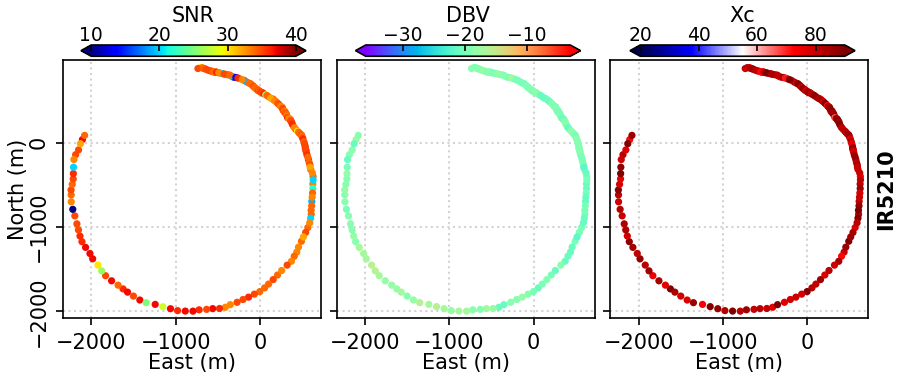 SNR DBV Xc
10 20 30 40 −30 −20 −10 20 40 60 80
North (m)
0
−1000
−2000
IR5210
−2000 −1000 0 −2000 −1000 0 −2000 −1000 0
East (m) East (m) East (m)